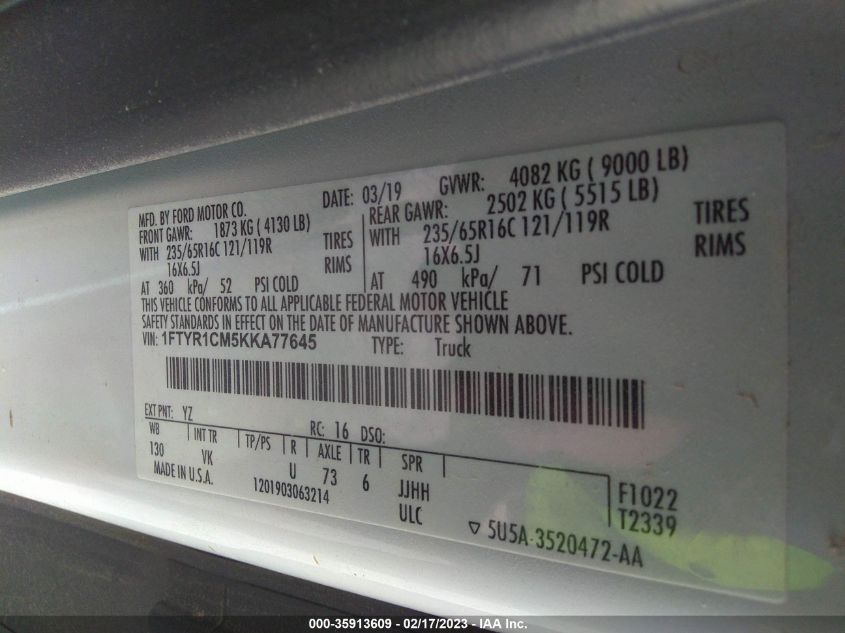 MFD. BY FORD MOTOR CO.
DATE: 03/19 GVWR: 4082 KG ( 9000 LB)
FRONT GAWR: 1873 KG ( 4130 LB)
REAR GAWR: 2502 KG ( 5515 LB)
WITH 235/65R16C 121/119R TIRES
WITH 235/65R16C 121/119R TIRES
16X6.5J RIMS
16X6.5J RIMS
AT 360 kPa/ 52 PSI COLD
AT 490 kPa/ 71 PSI COLD
THIS VEHICLE CONFORMS TO ALL APPLICABLE FEDERAL MOTOR VEHICLE
SAFETY STANDARDS IN EFFECT ON THE DATE OF MANUFACTURE SHOWN ABOVE.
VIN: 1FTYR1CM5KKA77645 TYPE: Truck
EXT PNT: YZ RC: 16 DSO:
WB INT TR TP/PS R AXLE TR SPR
130 VK U 73 6 JJHH
F1022
MADE IN U.S.A. 1201903063214 ULC
T2339
5U5A-3520472-AA
000-35913609 - 02/17/2023 - IAA Inc.